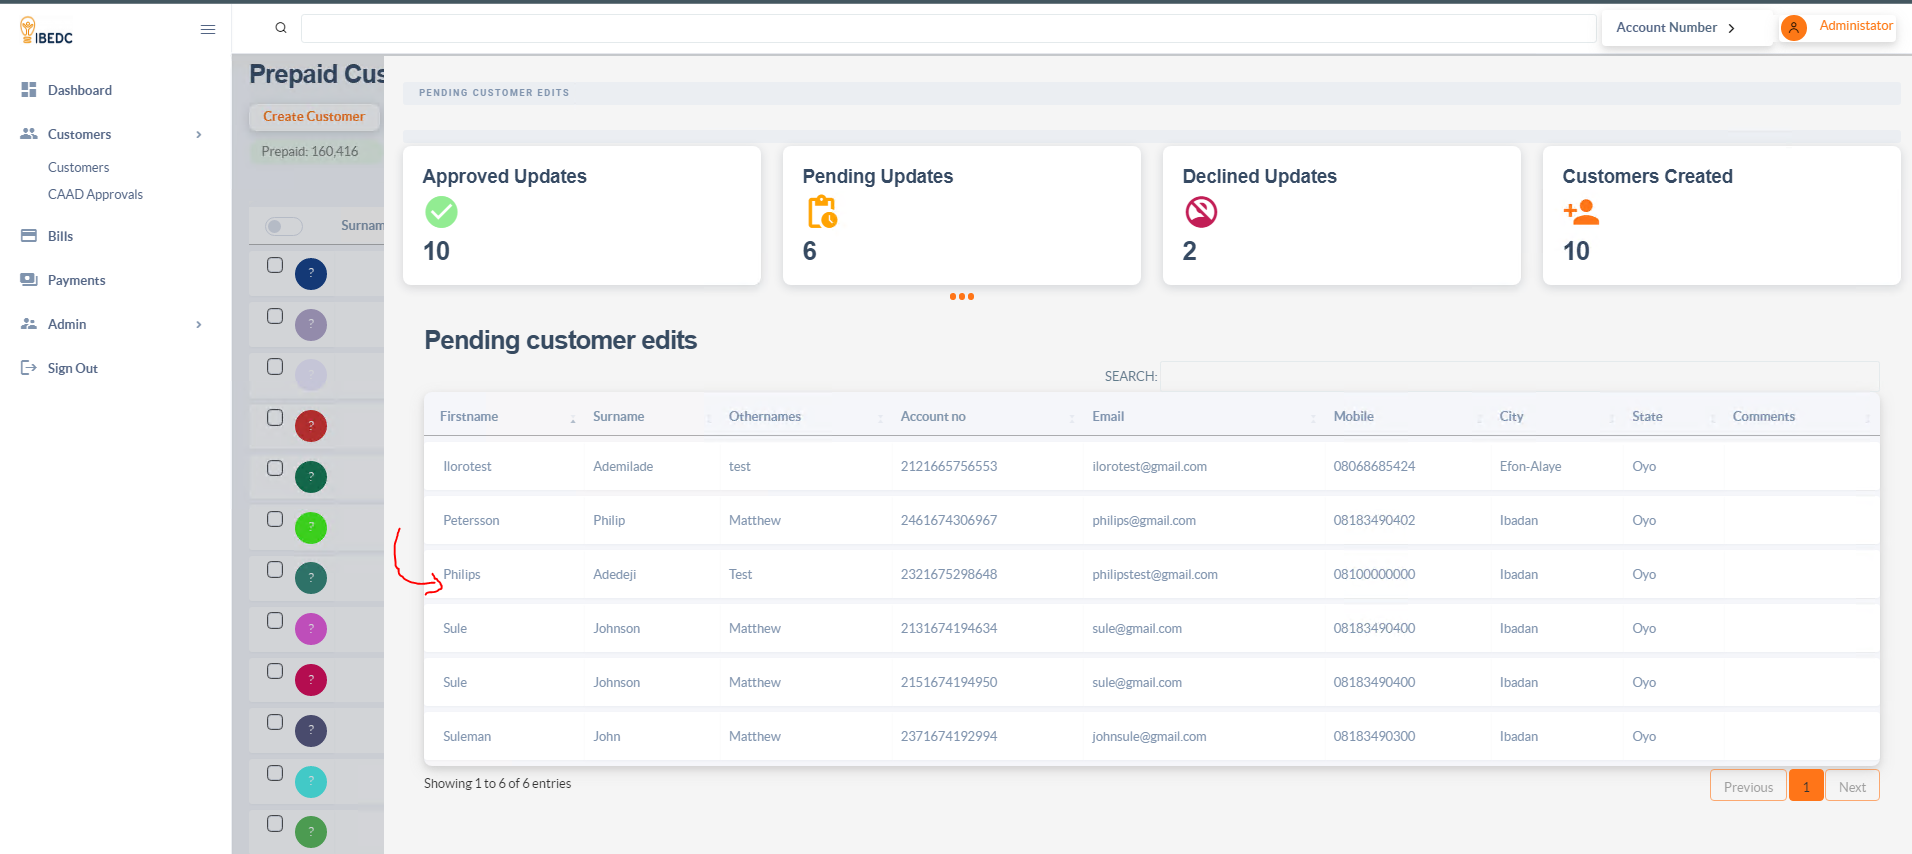 IBEDC
Account Number
Administator
Dashboard
Customers
Customers
CAAD Approvals
Bills
Payments
Admin
Sign Out
Prepaid Cus
Create Customer
Prepaid: 160,416
Surnam
?
?
?
?
?
?
?
?
?
?
?
?
PENDING CUSTOMER EDITS
Approved Updates
10
Pending Updates
6
Declined Updates
2
Customers Created
10
Pending customer edits
SEARCH:
Firstname Surname Othernames Account no Email Mobile City State Comments
Ilorotest Ademilade test 2121665756553 ilorotest@gmail.com 08068685424 Efon-Alaye Oyo
Petersson Philip Matthew 2461674306967 philips@gmail.com 08183490402 Ibadan Oyo
Philips Adedeji Test 2321675298648 philipstest@gmail.com 08100000000 Ibadan Oyo
Sule Johnson Matthew 2131674194634 sule@gmail.com 08183490400 Ibadan Oyo
Sule Johnson Matthew 2151674194950 sule@gmail.com 08183490400 Ibadan Oyo
Suleman John Matthew 2371674192994 johnsule@gmail.com 08183490300 Ibadan Oyo
Showing 1 to 6 of 6 entries
Previous 1 Next